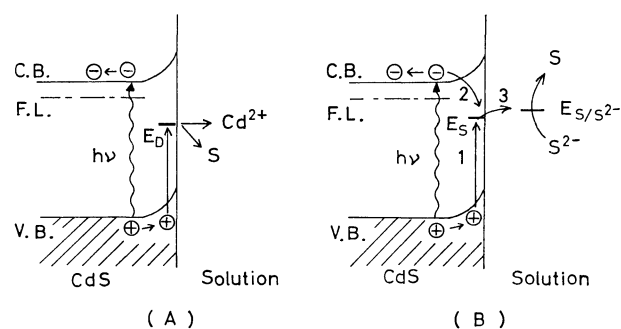 C.B.
F.L.
V.B.
⊖ ← ⊖
hν
E_D
Cd²⁺
S
⊕ → ⊕
CdS
Solution
( A )
C.B.
F.L.
V.B.
⊖ ← ⊖
2
3
E_S
hν
1
S
E_S/S²⁻
S²⁻
⊕ → ⊕
CdS
Solution
( B )